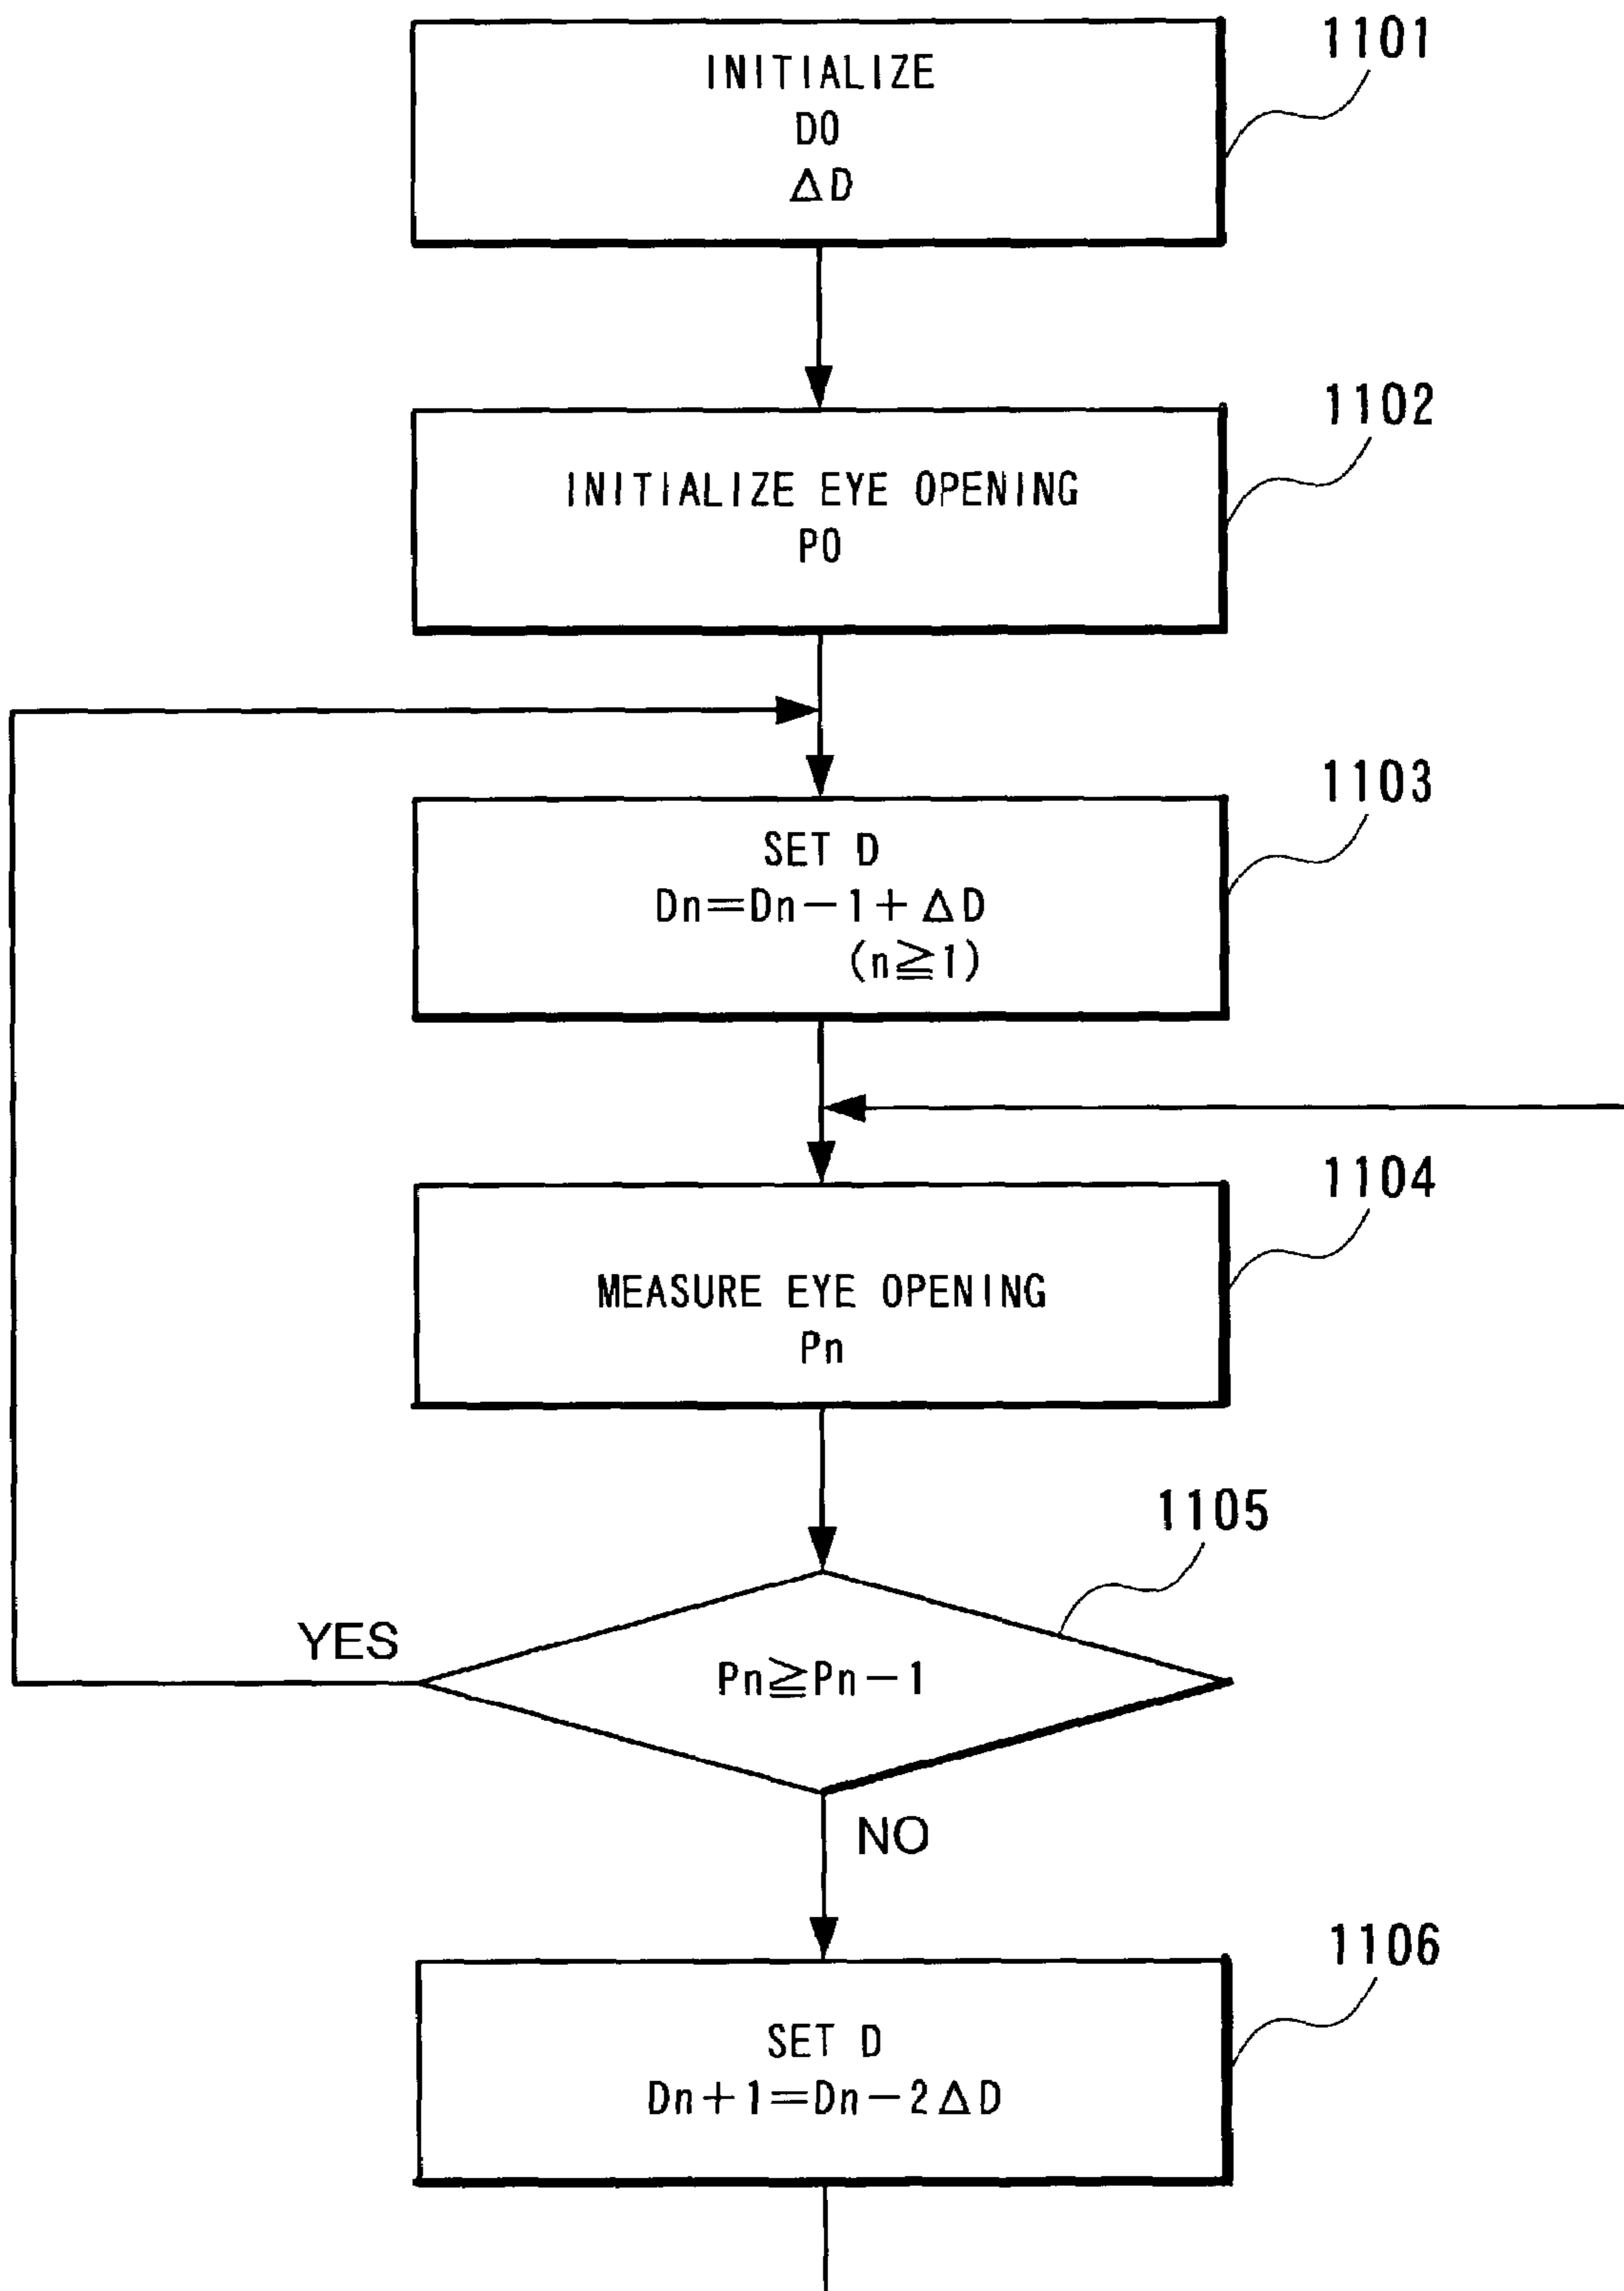 1101
INITIALIZE
D0
ΔD
1102
INITIALIZE EYE OPENING
P0
1103
SET D
Dn=Dn-1+ΔD
(n≧1)
1104
MEASURE EYE OPENING
Pn
1105
YES
Pn≧Pn-1
NO
1106
SET D
Dn+1=Dn-2ΔD